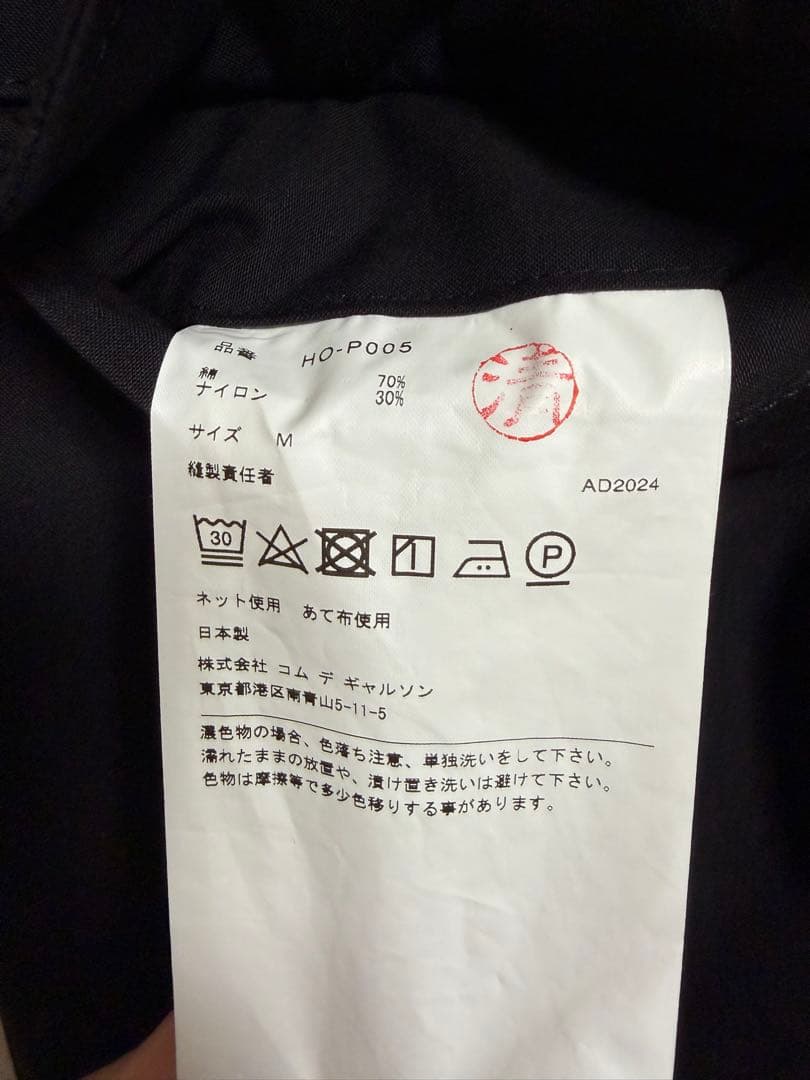 品番 HO-P005
綿 70%
ナイロン 30%
清
サイズ M
縫製責任者
AD2024
30
P
ネット使用 あて布使用
日本製
株式会社 コム デ ギャルソン
東京都港区南青山5-11-5
濃色物の場合、色落ち注意、単独洗いをして下さい。
濡れたままの放置や、漬け置き洗いは避けて下さい。
色物は摩擦等で多少色移りする事があります。